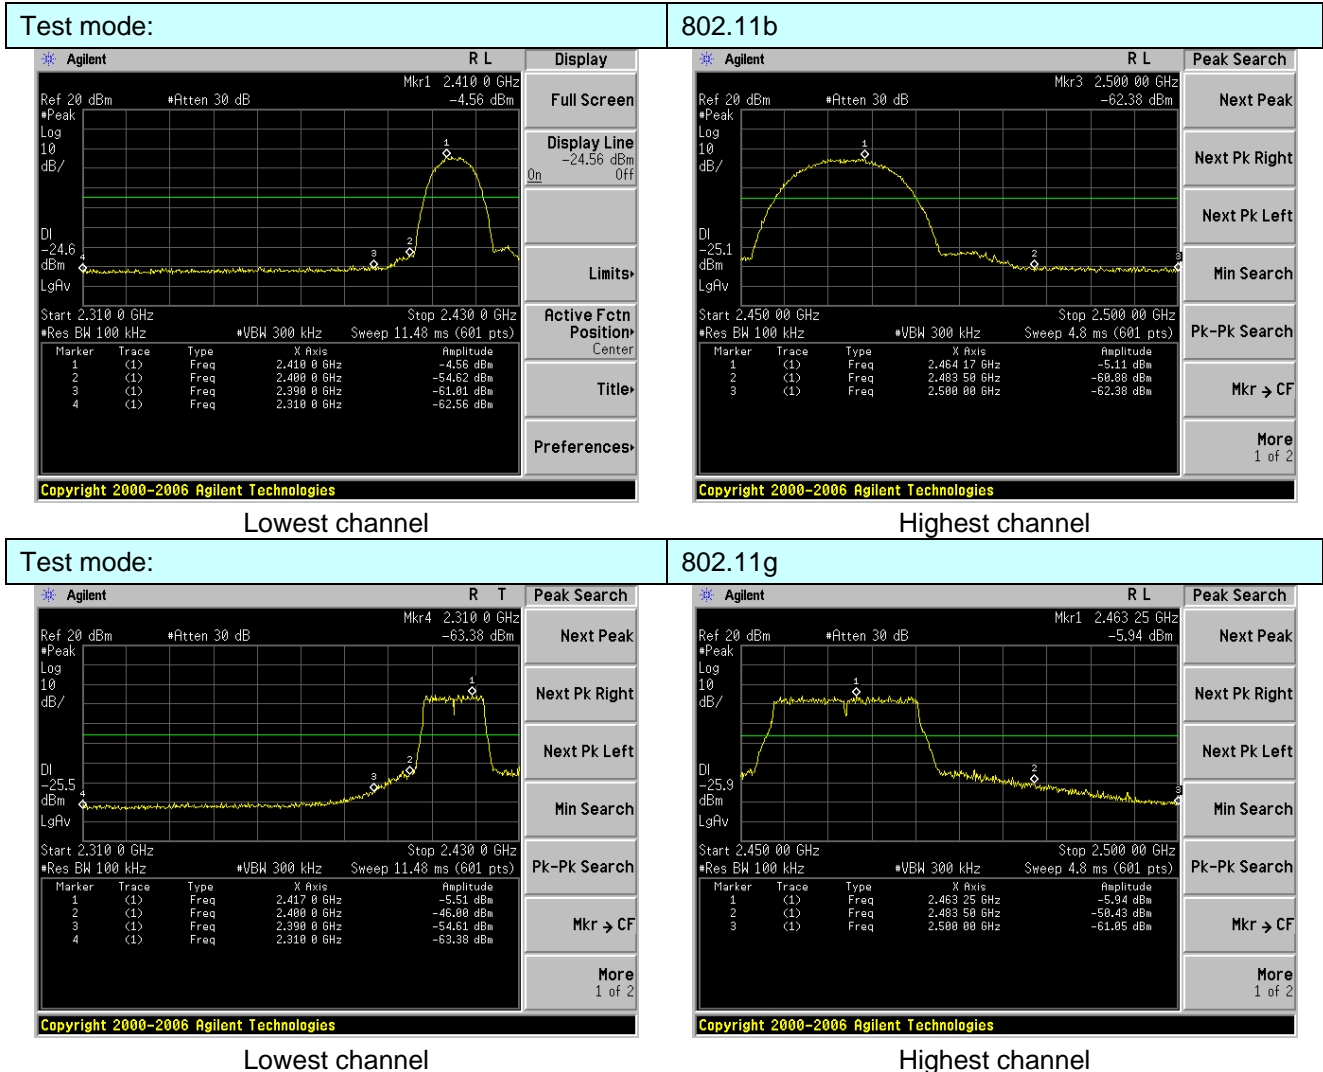 Test mode: 802.11b
Agilent R L Display
Mkr1 2.410 0 GHz
Ref 20 dBm #Atten 30 dB -4.56 dBm
#Peak
Log
10
dB/
1
2
3
4
DI
-24.6
dBm
LgAv
Start 2.310 0 GHz Stop 2.430 0 GHz
#Res BW 100 kHz #VBW 300 kHz Sweep 11.48 ms (601 pts)
Marker Trace Type X Axis Amplitude
1 (1) Freq 2.410 0 GHz -4.56 dBm
2 (1) Freq 2.400 0 GHz -54.62 dBm
3 (1) Freq 2.390 0 GHz -61.01 dBm
4 (1) Freq 2.310 0 GHz -62.56 dBm
Full Screen
Display Line
-24.56 dBm
On Off
Limits
Active Fctn
Position
Center
Title
Preferences
Copyright 2000-2006 Agilent Technologies
Lowest channel
Agilent R L Peak Search
Mkr3 2.500 00 GHz
Ref 20 dBm #Atten 30 dB -62.38 dBm
#Peak
Log
10
dB/
1
2
3
DI
-25.1
dBm
LgAv
Start 2.450 00 GHz Stop 2.500 00 GHz
#Res BW 100 kHz #VBW 300 kHz Sweep 4.8 ms (601 pts)
Marker Trace Type X Axis Amplitude
1 (1) Freq 2.464 17 GHz -5.11 dBm
2 (1) Freq 2.483 50 GHz -60.88 dBm
3 (1) Freq 2.500 00 GHz -62.38 dBm
Next Peak
Next Pk Right
Next Pk Left
Min Search
Pk-Pk Search
Mkr → CF
More
1 of 2
Copyright 2000-2006 Agilent Technologies
Highest channel
Test mode: 802.11g
Agilent R T Peak Search
Mkr4 2.310 0 GHz
Ref 20 dBm #Atten 30 dB -63.38 dBm
#Peak
Log
10
dB/
1
2
3
4
DI
-25.5
dBm
LgAv
Start 2.310 0 GHz Stop 2.430 0 GHz
#Res BW 100 kHz #VBW 300 kHz Sweep 11.48 ms (601 pts)
Marker Trace Type X Axis Amplitude
1 (1) Freq 2.417 0 GHz -5.51 dBm
2 (1) Freq 2.400 0 GHz -46.00 dBm
3 (1) Freq 2.390 0 GHz -54.61 dBm
4 (1) Freq 2.310 0 GHz -63.38 dBm
Next Peak
Next Pk Right
Next Pk Left
Min Search
Pk-Pk Search
Mkr → CF
More
1 of 2
Copyright 2000-2006 Agilent Technologies
Lowest channel
Agilent R L Peak Search
Mkr1 2.463 25 GHz
Ref 20 dBm #Atten 30 dB -5.94 dBm
#Peak
Log
10
dB/
1
2
3
DI
-25.9
dBm
LgAv
Start 2.450 00 GHz Stop 2.500 00 GHz
#Res BW 100 kHz #VBW 300 kHz Sweep 4.8 ms (601 pts)
Marker Trace Type X Axis Amplitude
1 (1) Freq 2.463 25 GHz -5.94 dBm
2 (1) Freq 2.483 50 GHz -50.43 dBm
3 (1) Freq 2.500 00 GHz -61.05 dBm
Next Peak
Next Pk Right
Next Pk Left
Min Search
Pk-Pk Search
Mkr → CF
More
1 of 2
Copyright 2000-2006 Agilent Technologies
Highest channel